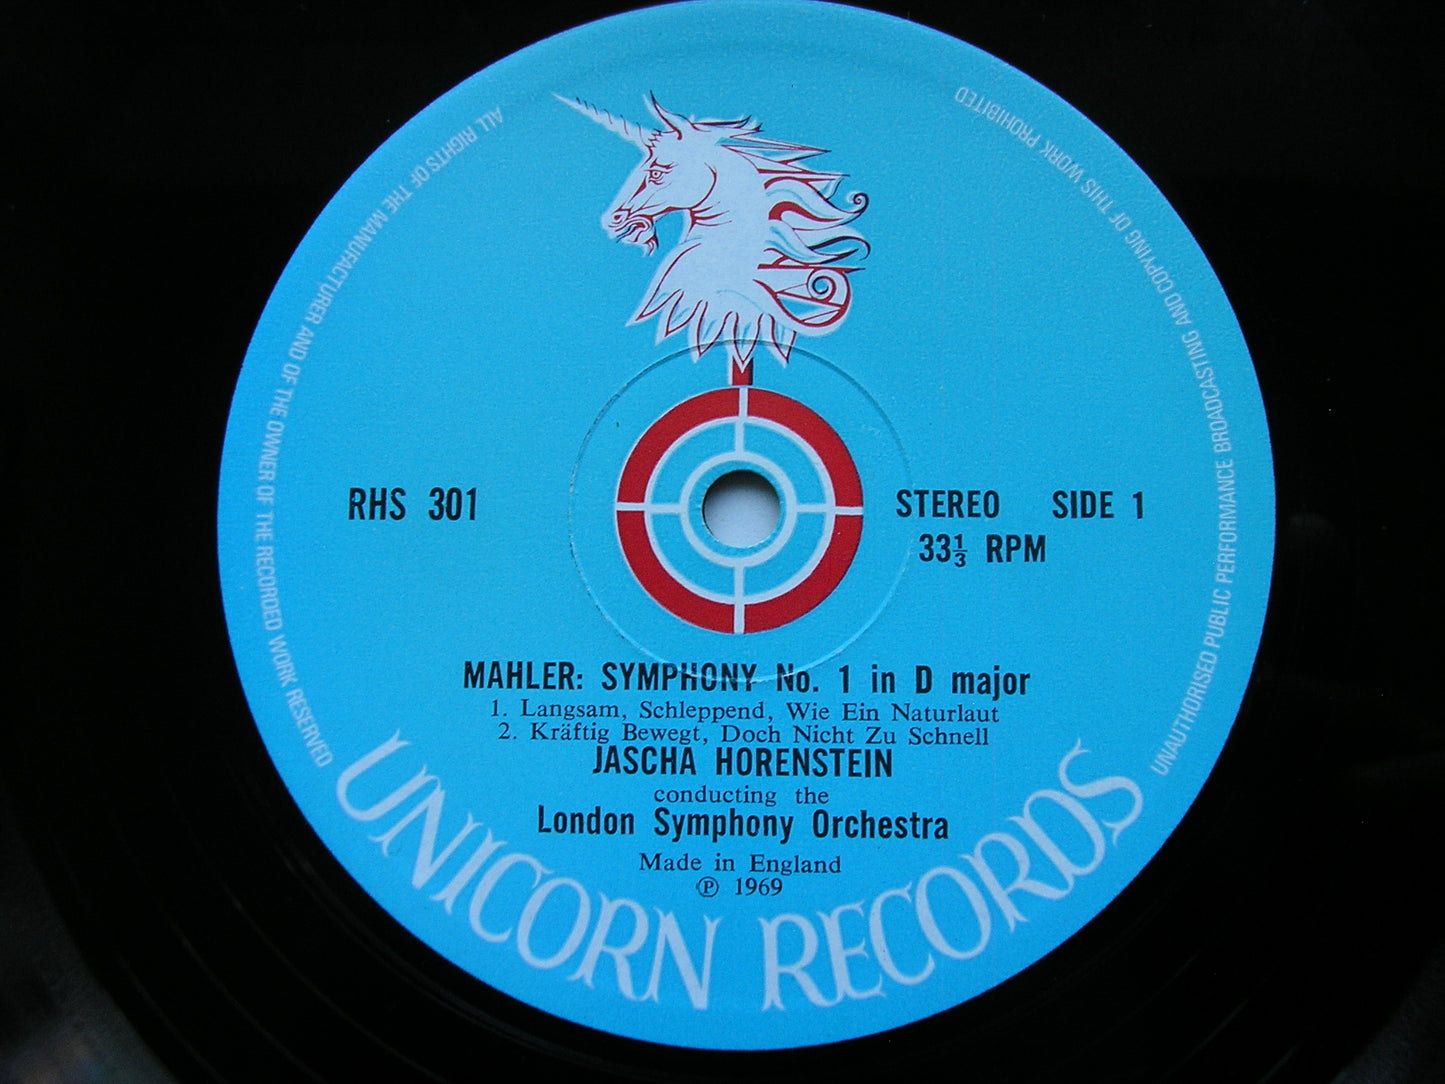 ALL RIGHTS OF THE MANUFACTURER AND OF THE OWNER OF THE RECORDED WORK RESERVED
UNAUTHORISED PUBLIC PERFORMANCE BROADCASTING AND COPYING OF THIS WORK PROHIBITED
RHS 301
STEREO SIDE 1
33⅓ RPM
MAHLER: SYMPHONY No. 1 in D major
1. Langsam, Schleppend, Wie Ein Naturlaut
2. Kräftig Bewegt, Doch Nicht Zu Schnell
JASCHA HORENSTEIN
conducting the
London Symphony Orchestra
Made in England
℗ 1969
UNICORN RECORDS